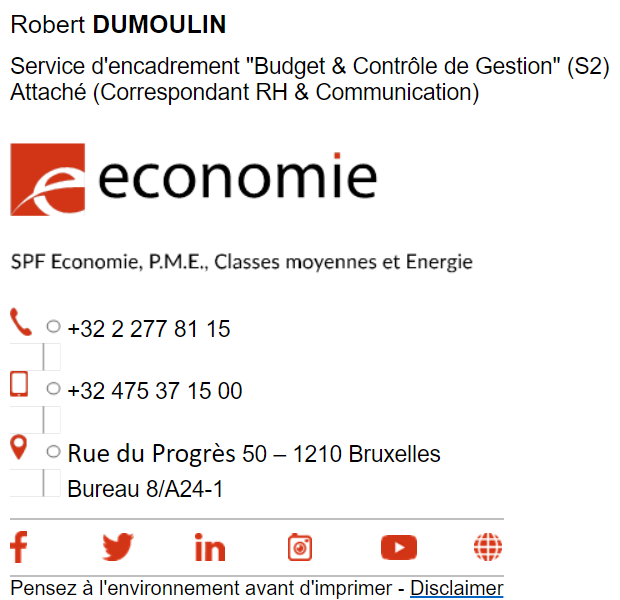 Robert DUMOULIN
Service d'encadrement "Budget & Contrôle de Gestion" (S2)
Attaché (Correspondant RH & Communication)
economie
SPF Economie, P.M.E., Classes moyennes et Energie
+32 2 277 81 15
+32 475 37 15 00
Rue du Progrès 50 – 1210 Bruxelles
Bureau 8/A24-1
Pensez à l'environnement avant d'imprimer - Disclaimer